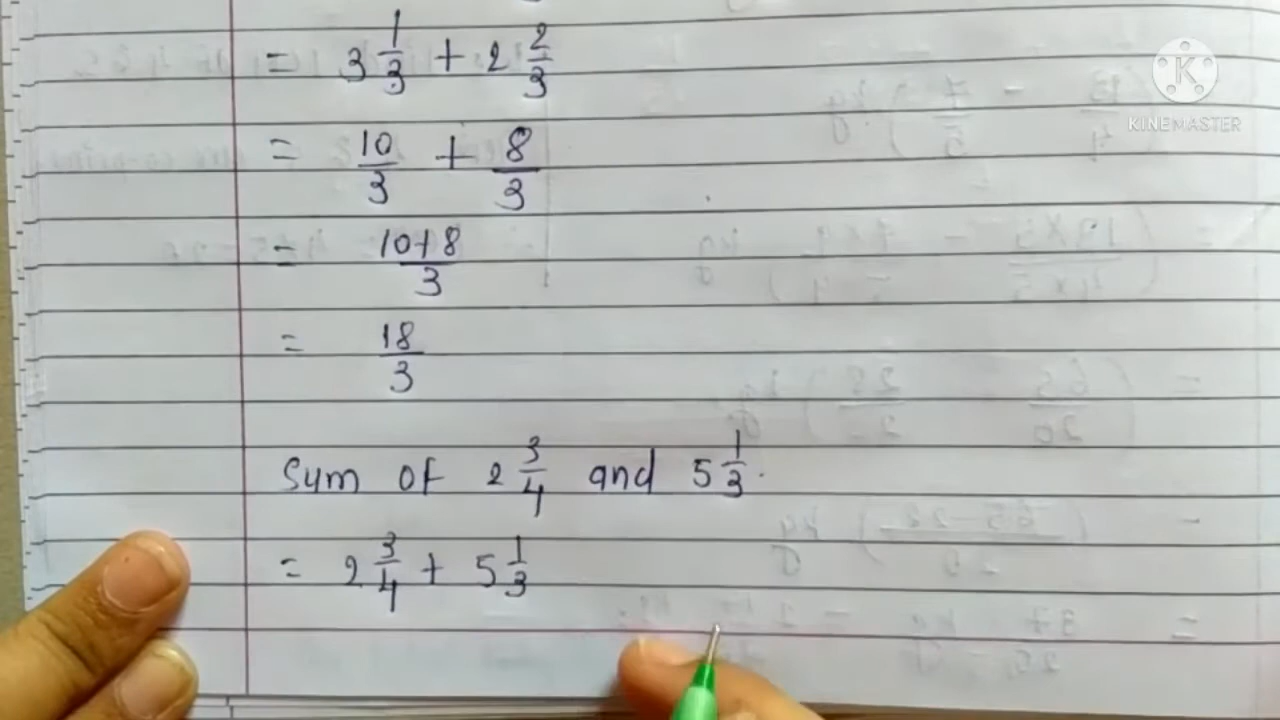 = 3 1/3 + 2 2/3
= 10/3 + 8/3
= 10+8/3
= 18/3
Sum of 2 3/4 and 5 1/3.
= 2 3/4 + 5 1/3
K
KINEMASTER